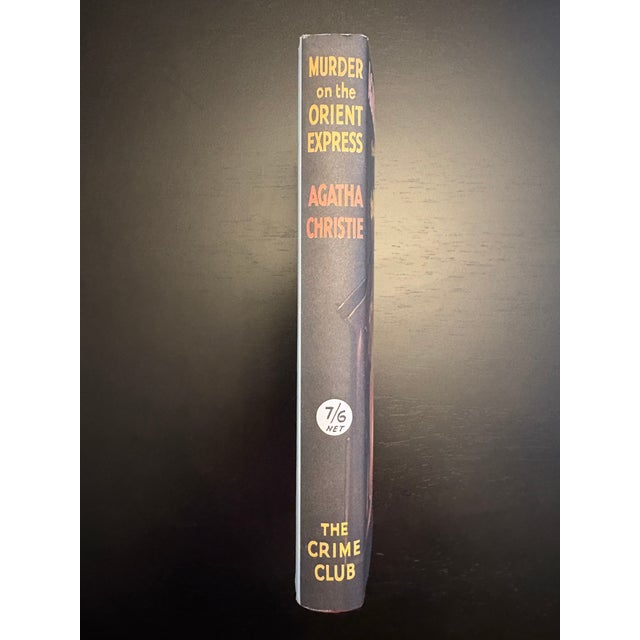 MURDER
on the
ORIENT
EXPRESS
AGATHA
CHRISTIE
7/6
NET
THE
CRIME
CLUB